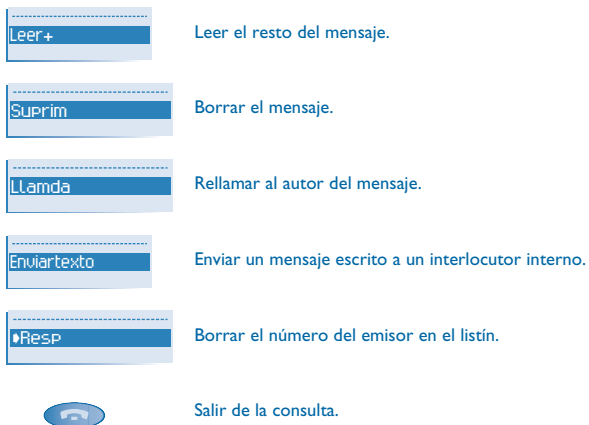 Leer+
Leer el resto del mensaje.
Suprim
Borrar el mensaje.
Llamda
Rellamar al autor del mensaje.
Enviartexto
Enviar un mensaje escrito a un interlocutor interno.
➧Resp
Borrar el número del emisor en el listín.
Salir de la consulta.